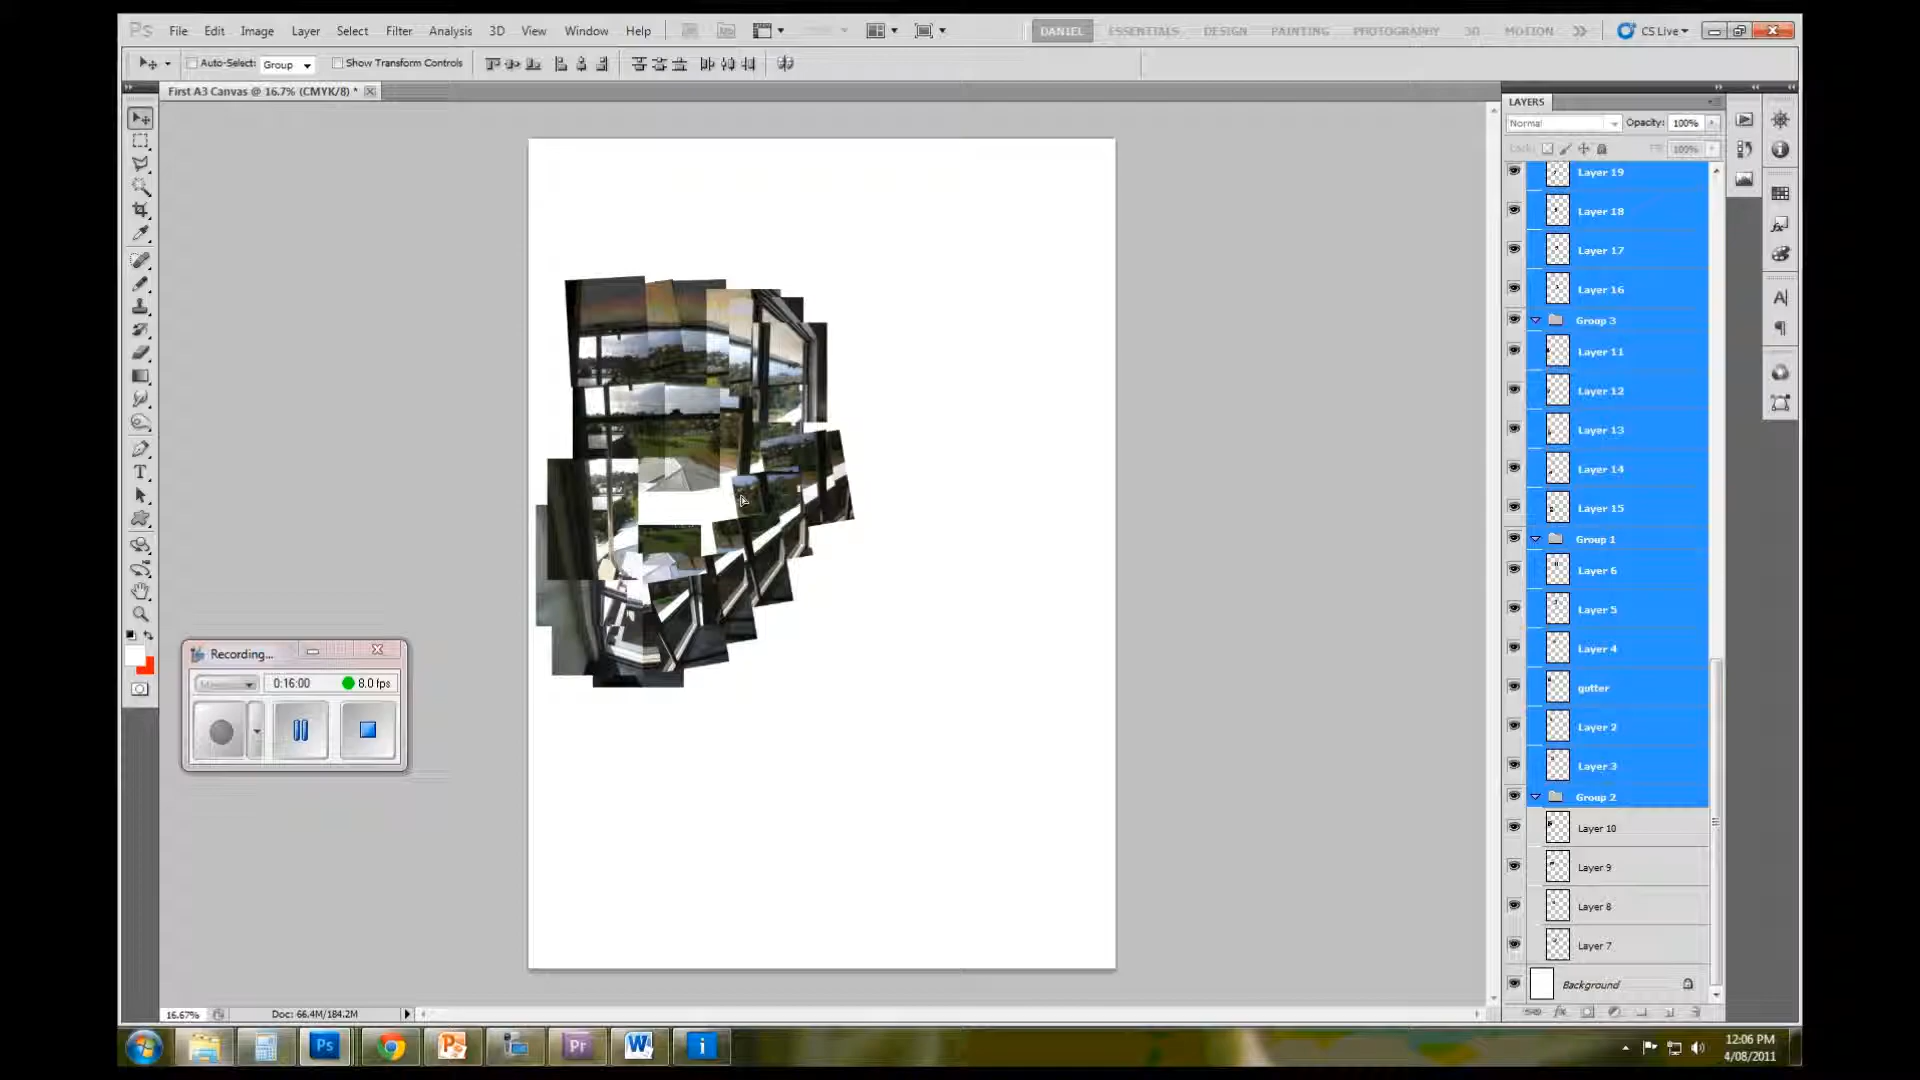 Ps File Edit Image Layer Select Filter Analysis 3D View Window Help
DANIEL ESSENTIALS DESIGN PAINTING PHOTOGRAPHY 3D MOTION CS Live
Auto-Select: Group Show Transform Controls
First A3 Canvas @ 16.7% (CMYK/8) *
LAYERS
Normal Opacity: 100%
Lock: Fill: 100%
Layer 19
Layer 18
Layer 17
Layer 16
Group 3
Layer 11
Layer 12
Layer 13
Layer 14
Layer 15
Group 1
Layer 6
Layer 5
Layer 4
gutter
Layer 2
Layer 3
Group 2
Layer 10
Layer 9
Layer 8
Layer 7
Background
Recording...
0:16:00 8.0 fps
16.67% Doc: 66.4M/184.2M
Ps Pr W i
12:06 PM
4/08/2011